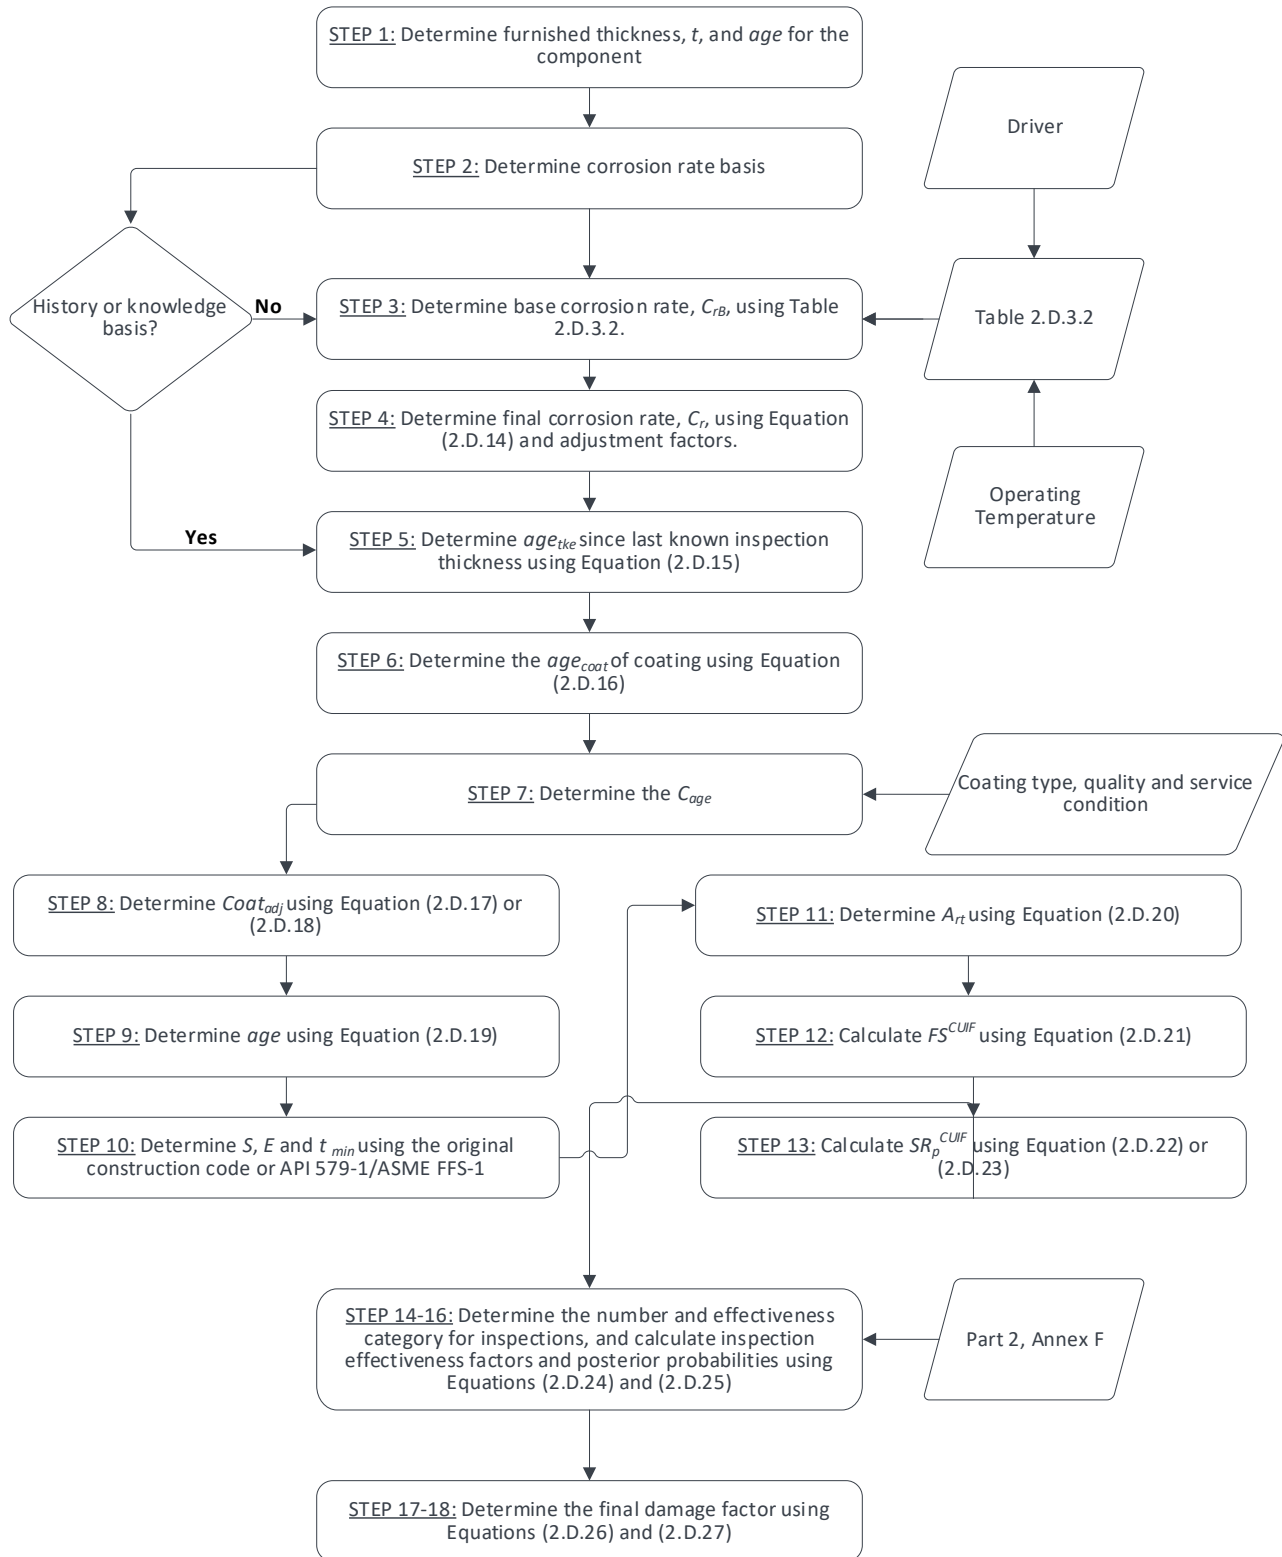 STEP 1: Determine furnished thickness, t, and age for the
component
Driver
STEP 2: Determine corrosion rate basis
History or knowledge
basis?
No
STEP 3: Determine base corrosion rate, CrB, using Table
2.D.3.2.
Table 2.D.3.2
STEP 4: Determine final corrosion rate, Cr, using Equation
(2.D.14) and adjustment factors.
Operating
Temperature
Yes
STEP 5: Determine agetke since last known inspection
thickness using Equation (2.D.15)
STEP 6: Determine the agecoat of coating using Equation
(2.D.16)
STEP 7: Determine the Cage
Coating type, quality and service
condition
STEP 8: Determine Coatadj using Equation (2.D.17) or
(2.D.18)
STEP 9: Determine age using Equation (2.D.19)
STEP 10: Determine S, E and t min using the original
construction code or API 579-1/ASME FFS-1
STEP 11: Determine Art using Equation (2.D.20)
STEP 12: Calculate FSCUIF using Equation (2.D.21)
STEP 13: Calculate SRpCUIF using Equation (2.D.22) or
(2.D.23)
STEP 14-16: Determine the number and effectiveness
category for inspections, and calculate inspection
effectiveness factors and posterior probabilities using
Equations (2.D.24) and (2.D.25)
Part 2, Annex F
STEP 17-18: Determine the final damage factor using
Equations (2.D.26) and (2.D.27)